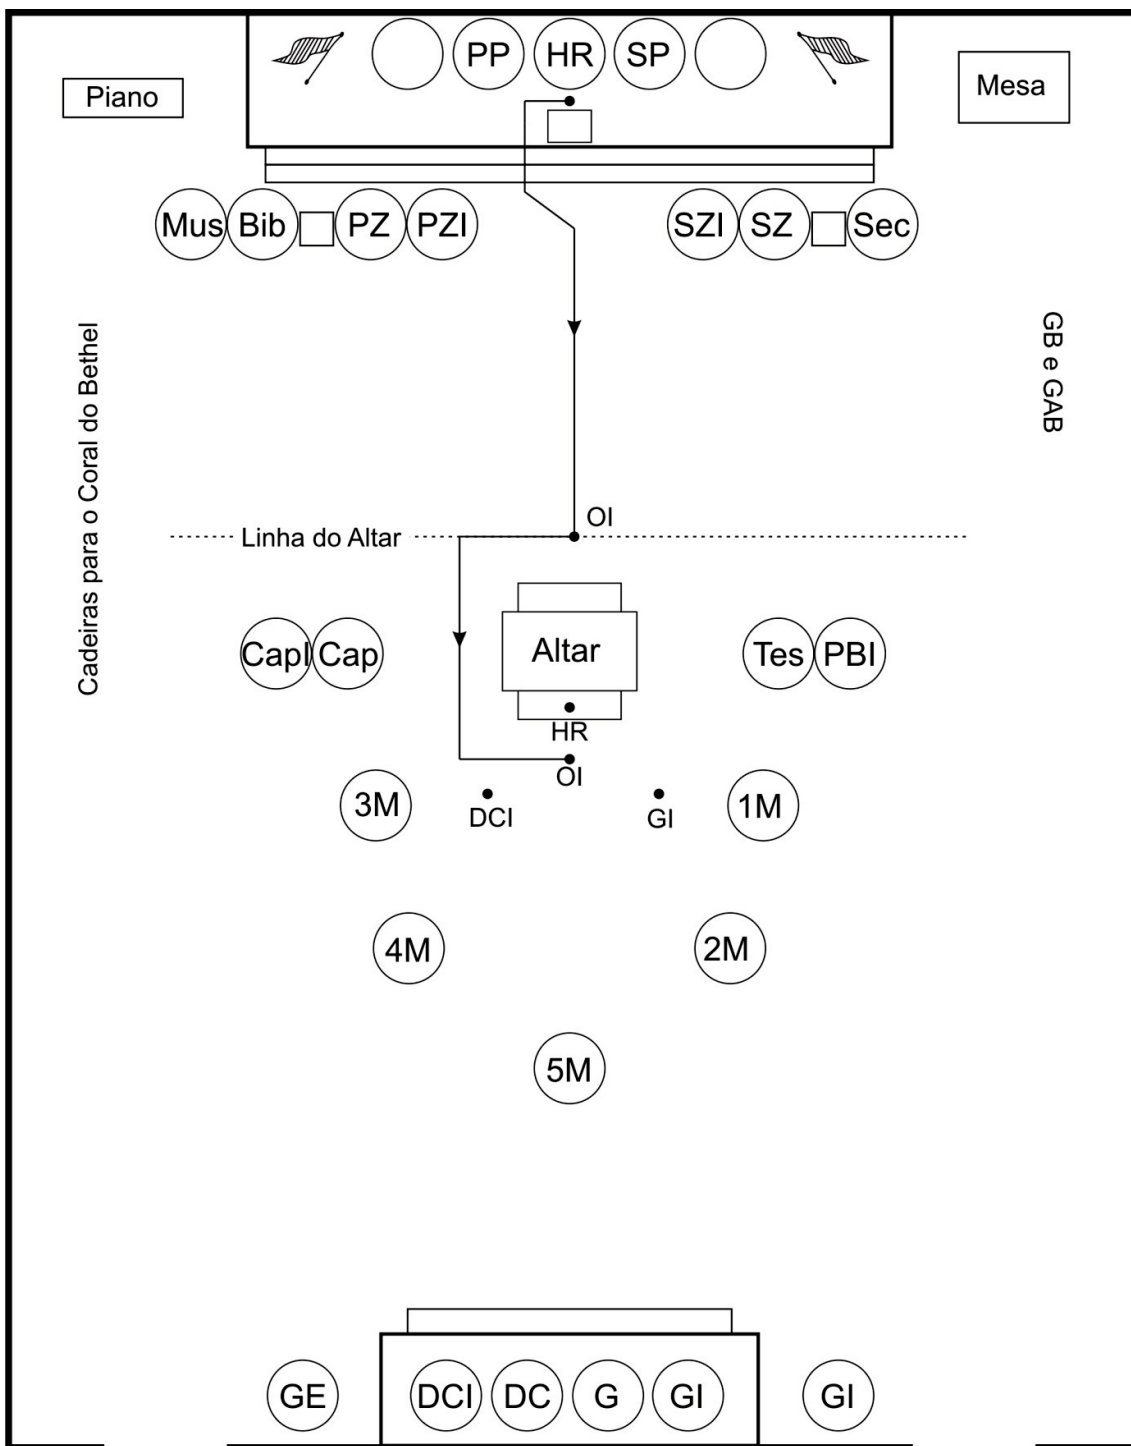 PP
HR
SP
Piano
Mesa
Mus
Bib
PZ
PZI
SZI
SZ
Sec
Cadeiras para o Coral do Bethel
GB e GAB
OI
Linha do Altar
CapI
Cap
Altar
Tes
PBI
HR
OI
3M
DCI
GI
1M
4M
2M
5M
GE
DCI
DC
G
GI
GI